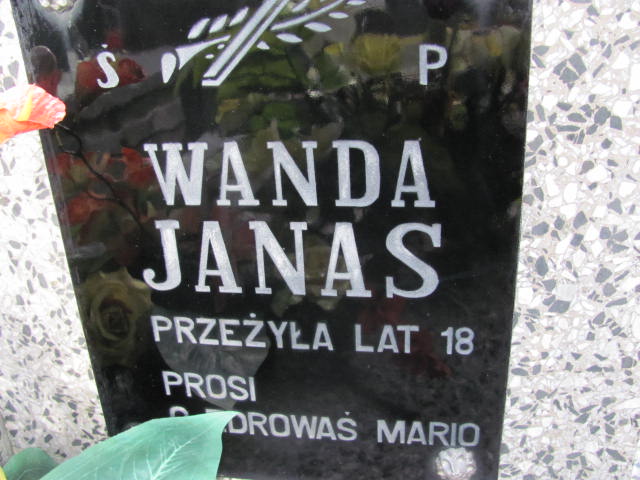 Ś P
WANDA
JANAS
PRZEŻYŁA LAT 18
PROSI
O ZDROWAŚ MARIO